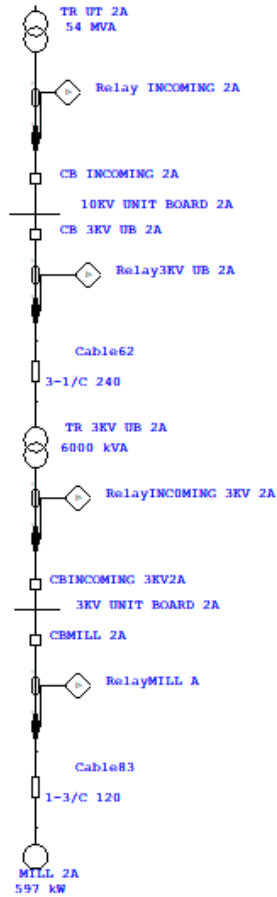 TR UT 2A
54 MVA
Relay INCOMING 2A
CB INCOMING 2A
10KV UNIT BOARD 2A
CB 3KV UB 2A
Relay3KV UB 2A
Cable62
3-1/C 240
TR 3KV UB 2A
6000 kVA
RelayINCOMING 3KV 2A
CBINCOMING 3KV2A
3KV UNIT BOARD 2A
CBMILL 2A
RelayMILL A
Cable83
1-3/C 120
MILL 2A
597 kW